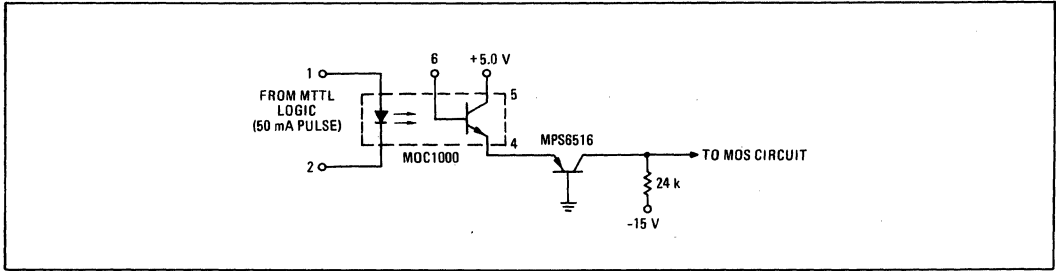 6
+5.0 V
1
FROM MTTL
LOGIC
(50 mA PULSE)
5
4
MPS6516
2
MOC1000
TO MOS CIRCUIT
24 k
-15 V